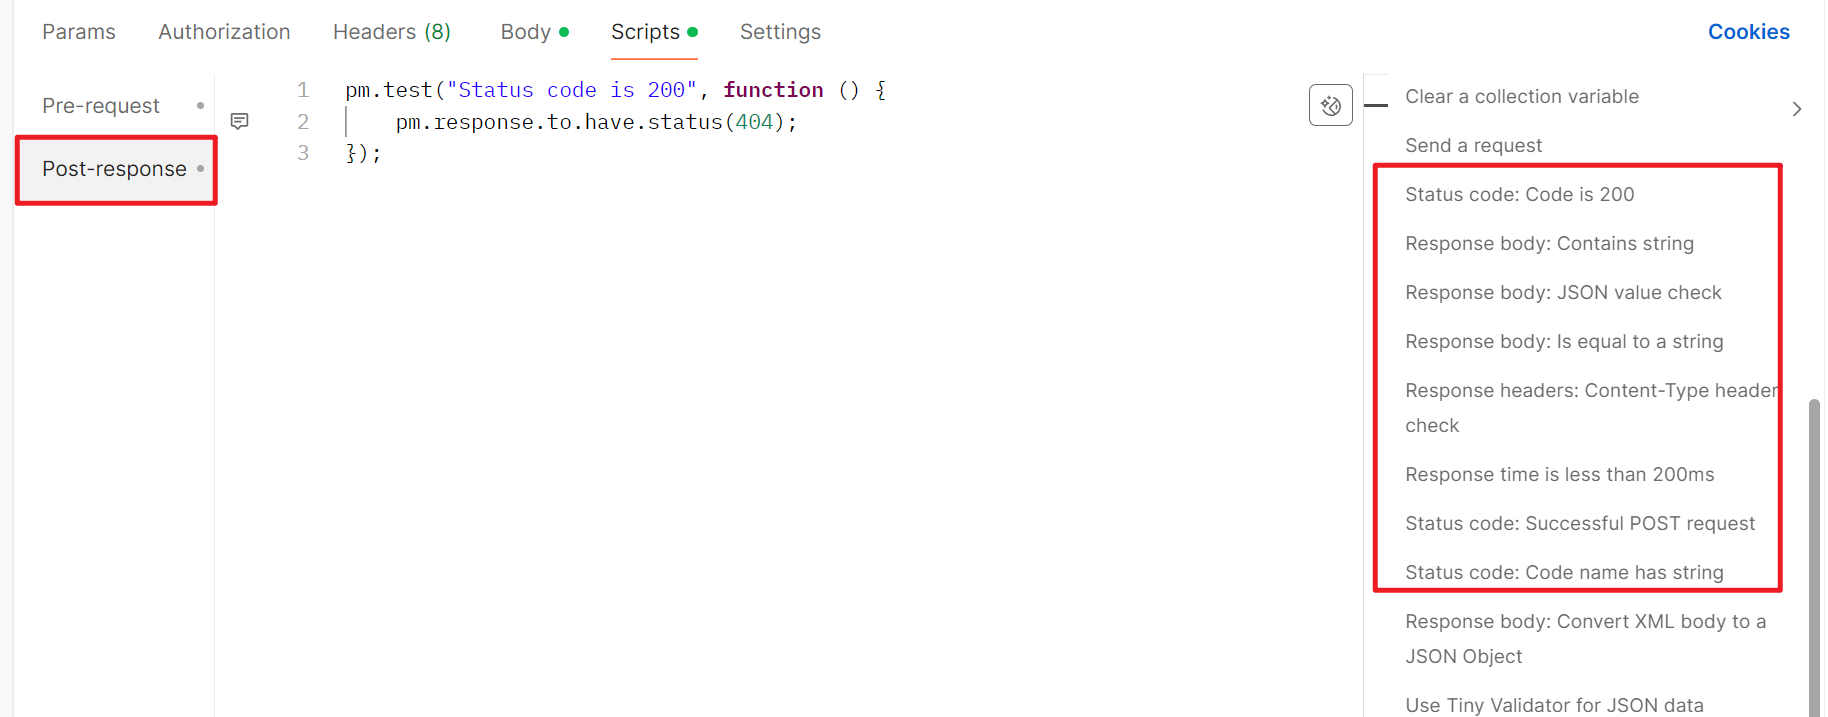 Params Authorization Headers (8) Body Scripts Settings Cookies
Pre-request
Post-response
1 pm.test("Status code is 200", function () {
2     pm.response.to.have.status(404);
3 });
Clear a collection variable
Send a request
Status code: Code is 200
Response body: Contains string
Response body: JSON value check
Response body: Is equal to a string
Response headers: Content-Type header
check
Response time is less than 200ms
Status code: Successful POST request
Status code: Code name has string
Response body: Convert XML body to a
JSON Object
Use Tiny Validator for JSON data